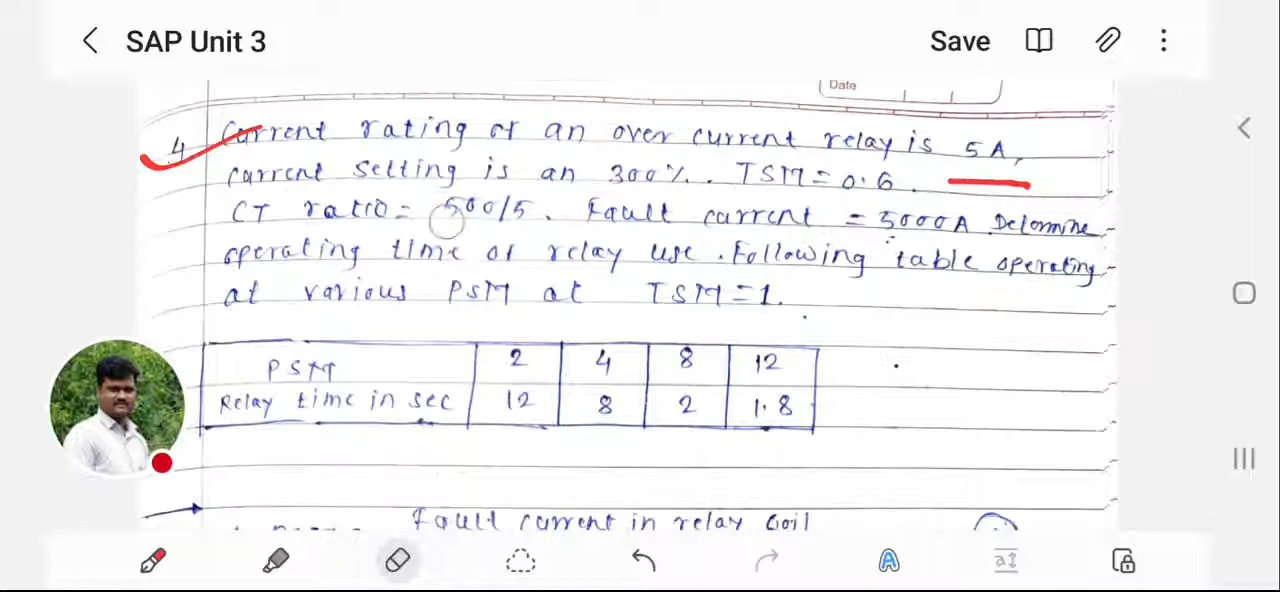 SAP Unit 3
Save
Date
4 Current rating of an over current relay is 5A,
current setting is an 300%. TSM = 0.6.
CT ratio = 500/5. Fault current = 5000A Determine
operating time of relay use. Following table operating
at various PSM at TSM = 1.
PSM 2 4 8 12
Relay time in sec 12 8 2 1.8
Fault current in relay coil